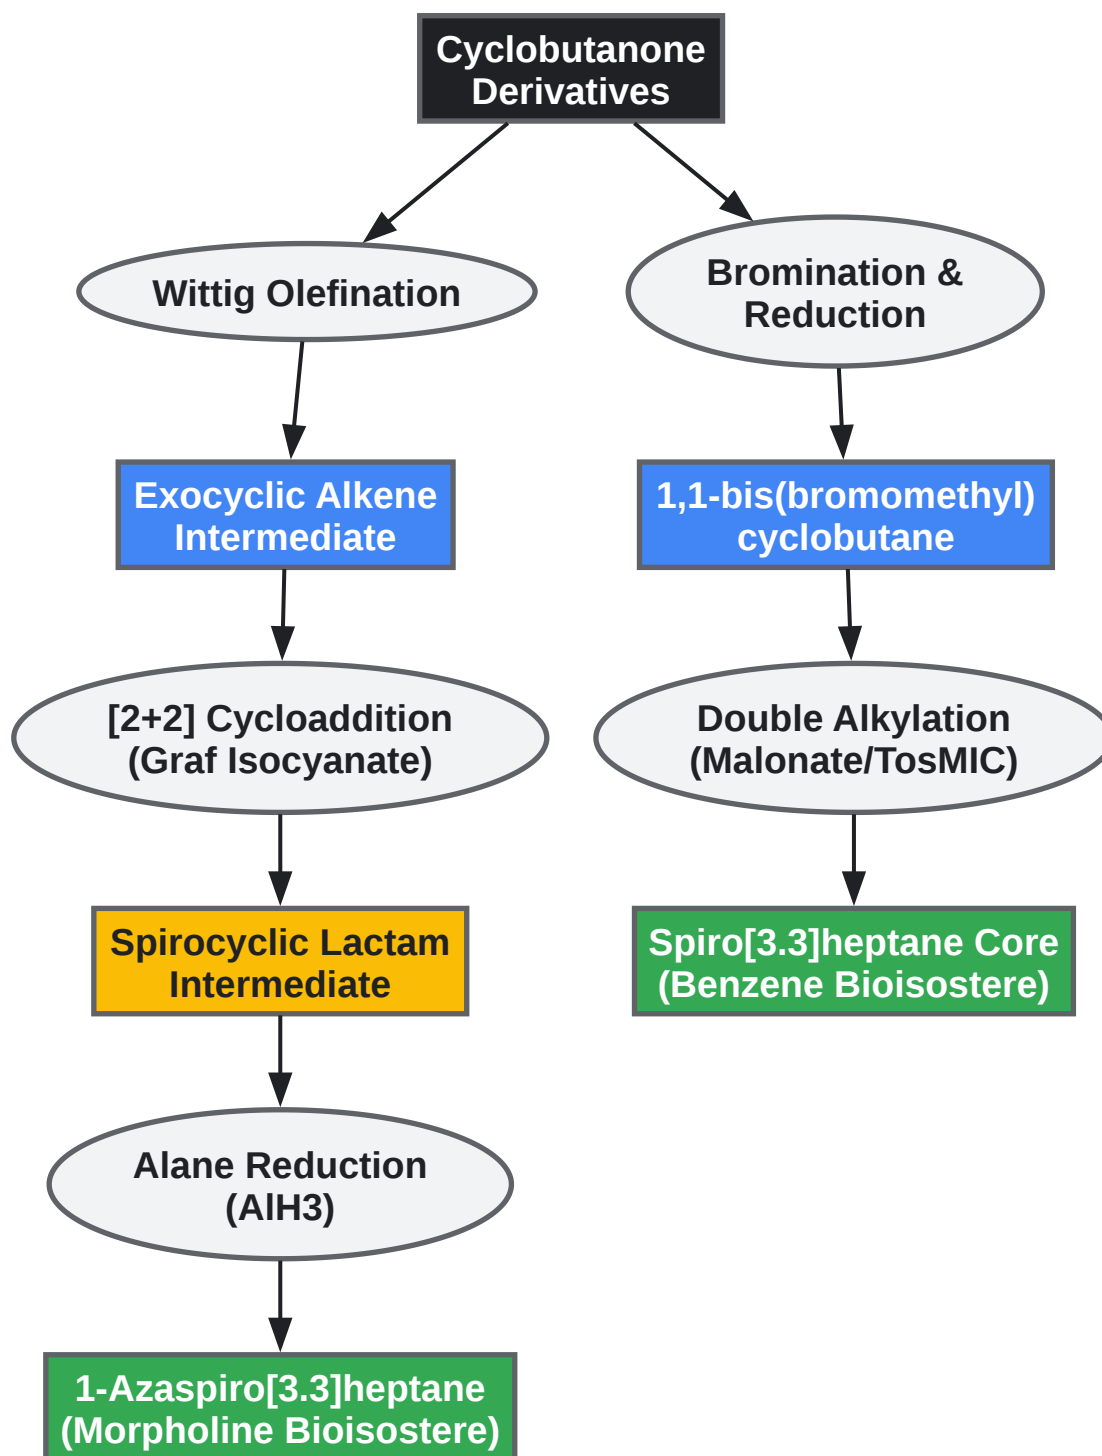 Cyclobutanone
Derivatives
Wittig Olefination
Bromination &
Reduction
Exocyclic Alkene
Intermediate
1,1-bis(bromomethyl)
cyclobutane
[2+2] Cycloaddition
(Graf Isocyanate)
Double Alkylation
(Malonate/TosMIC)
Spirocyclic Lactam
Intermediate
Spiro[3.3]heptane Core
(Benzene Bioisostere)
Alane Reduction
(AlH3)
1-Azaspiro[3.3]heptane
(Morpholine Bioisostere)